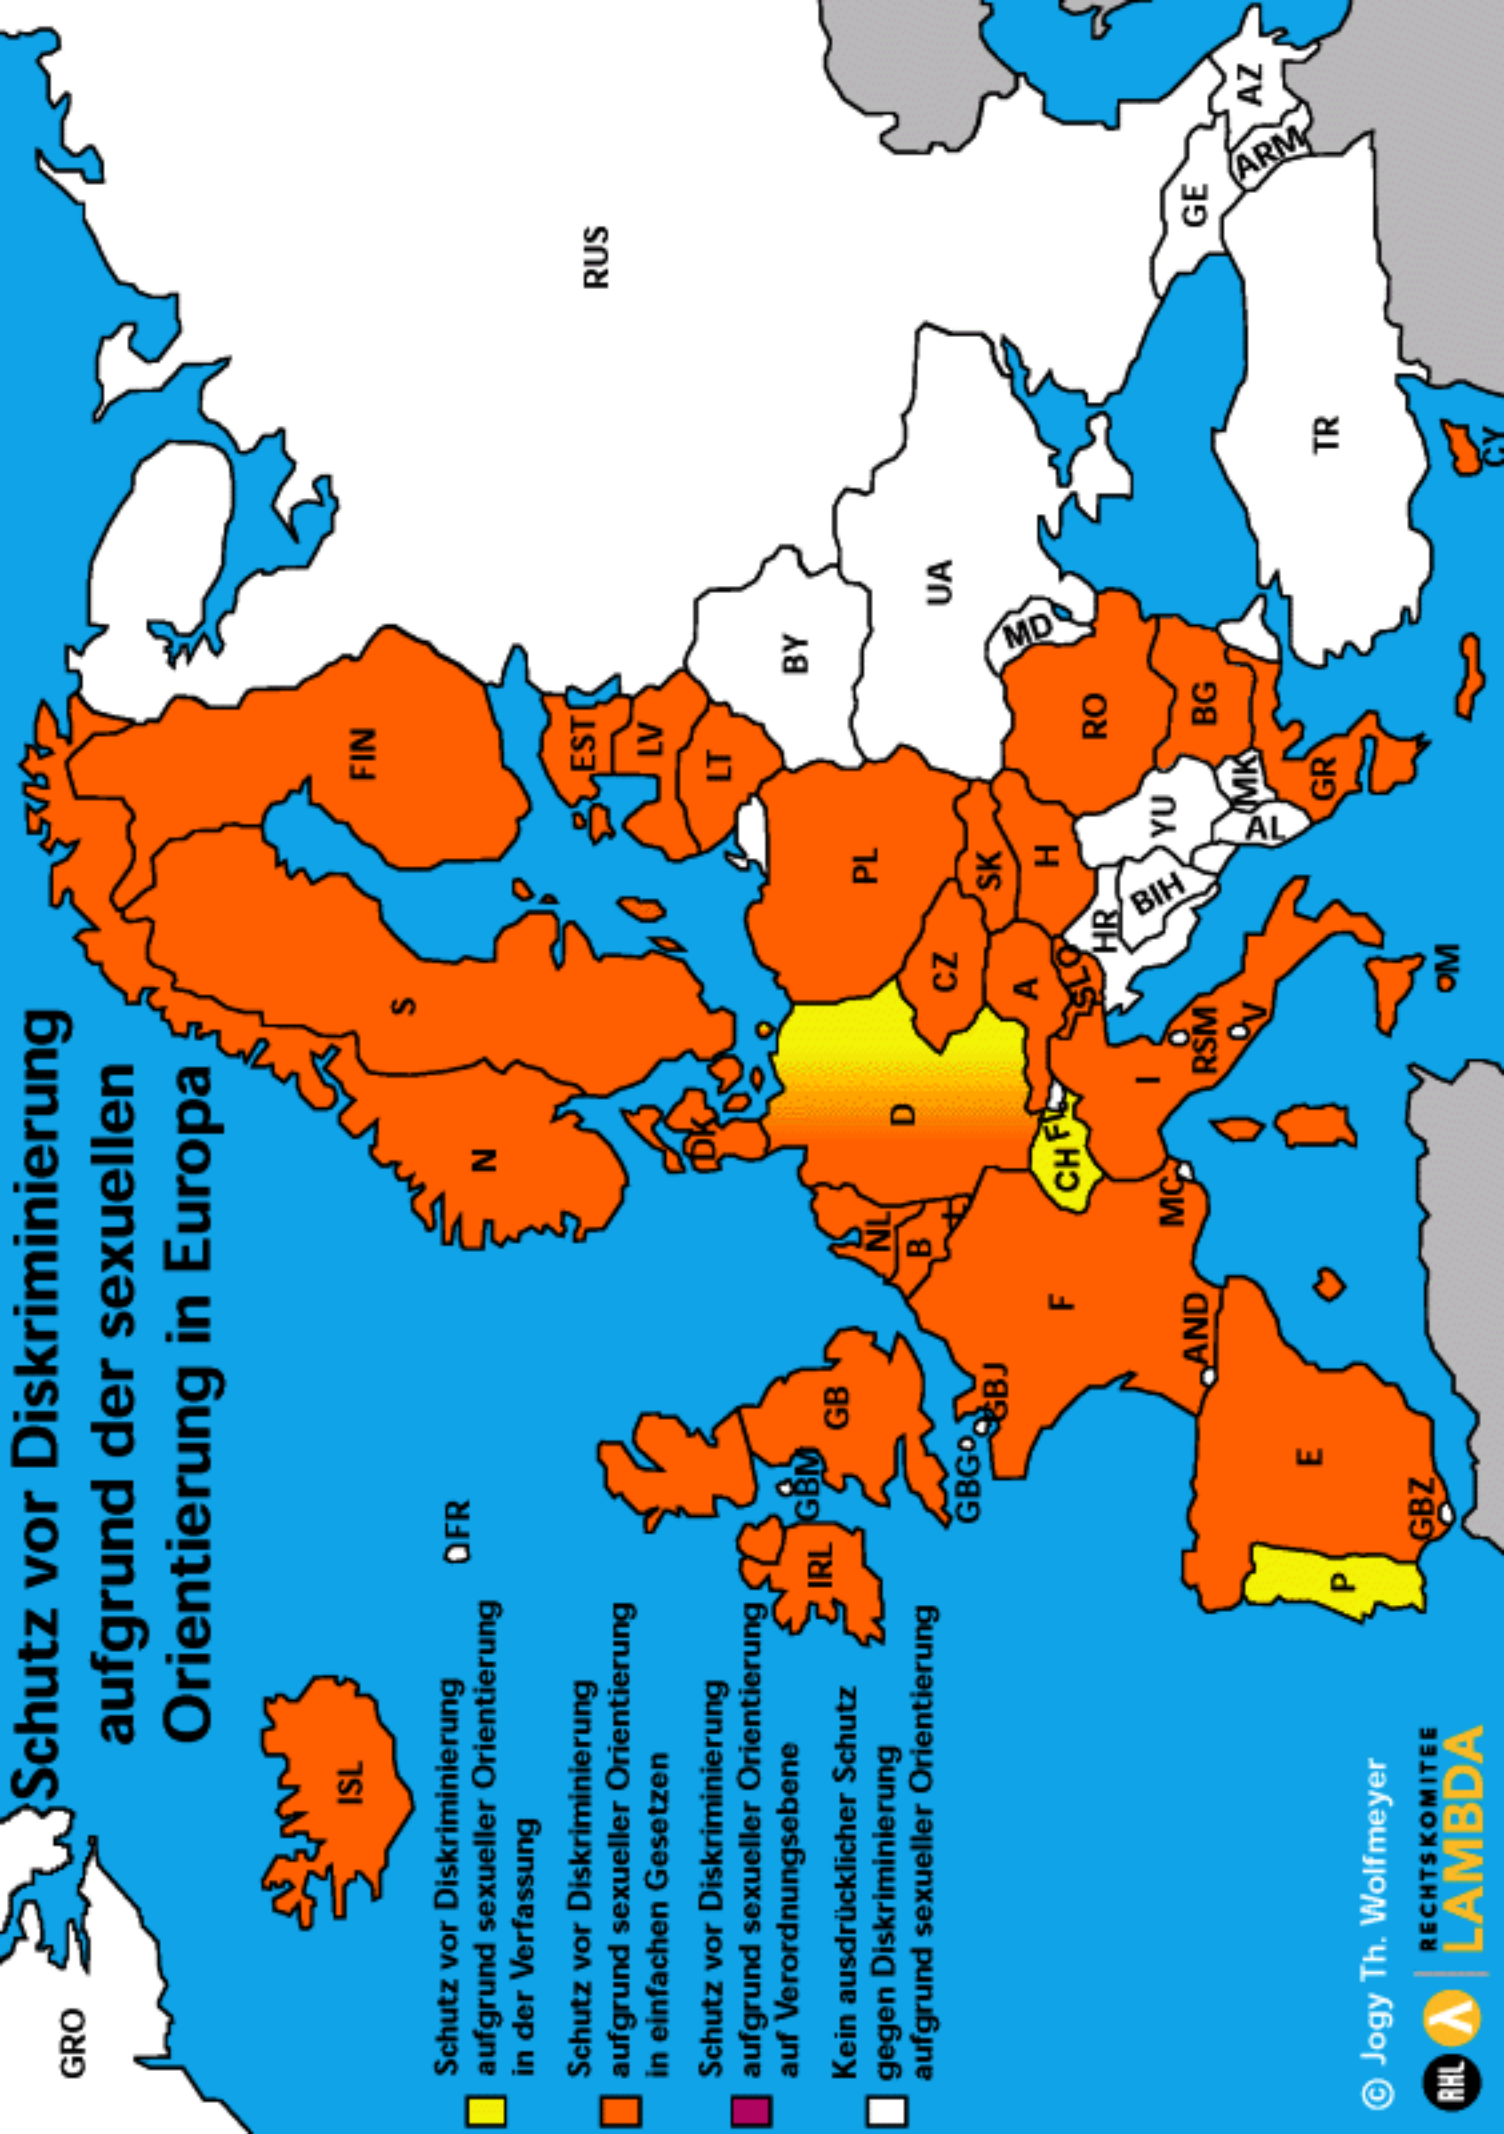 Schutz vor Diskriminierung
aufgrund der sexuellen
Orientierung in Europa
GRO
ISL
FR
N
S
FIN
RUS
EST
LV
LT
DK
BY
IRL
GBM
GB
NL
B
L
D
PL
CZ
SK
UA
MD
GBG
GBJ
F
CH
FL
A
H
SLO
HR
BIH
YU
RO
BG
MK
AL
GR
TR
GE
ARM
AZ
CY
I
RSM
V
M
MC
AND
E
P
GBZ
Schutz vor Diskriminierung
aufgrund sexueller Orientierung
in der Verfassung
Schutz vor Diskriminierung
aufgrund sexueller Orientierung
in einfachen Gesetzen
Schutz vor Diskriminierung
aufgrund sexueller Orientierung
auf Verordnungsebene
Kein ausdrücklicher Schutz
gegen Diskriminierung
aufgrund sexueller Orientierung
© Jogy Th. Wolfmeyer
RHL
λ
RECHTSKOMITEE
LAMBDA